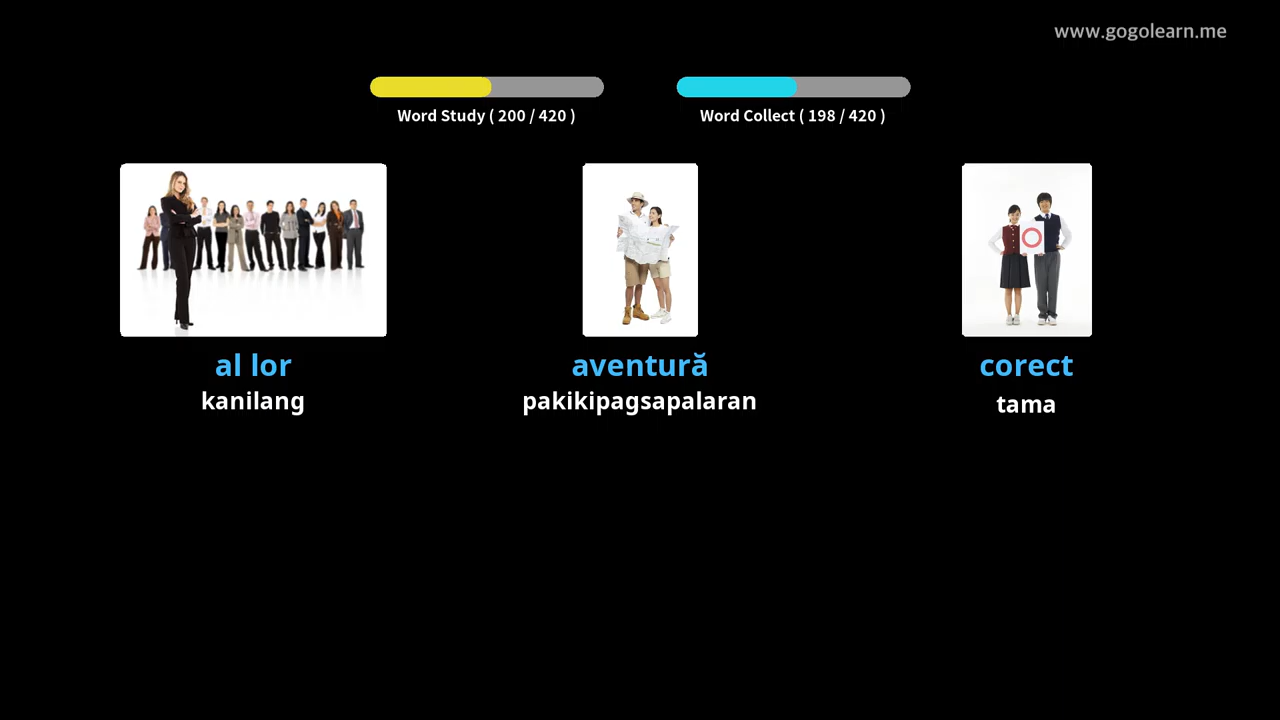 www.gogolearn.me
Word Study ( 200 / 420 )
Word Collect ( 198 / 420 )
al lor
kanilang
aventură
pakikipagsapalaran
corect
tama